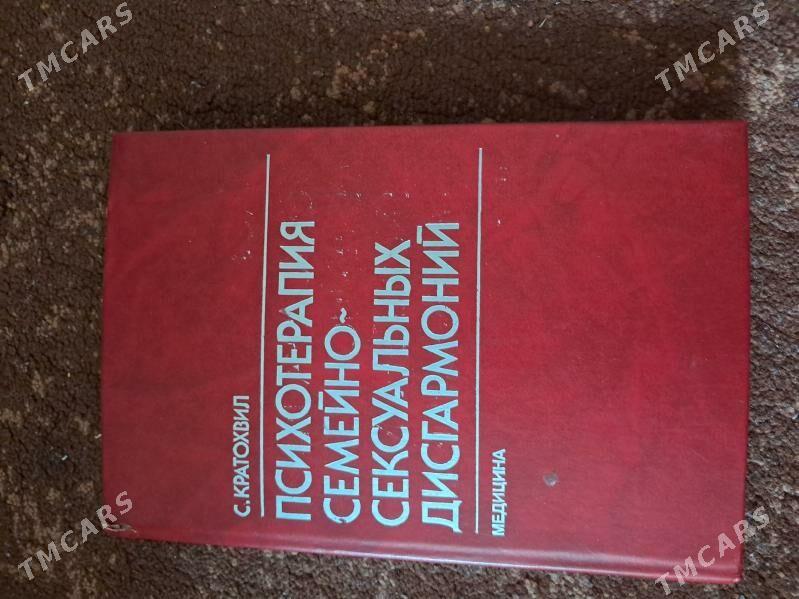 С. КРАТОХВИЛ
ПСИХОТЕРАПИЯ
СЕМЕЙНО~
СЕКСУАЛЬНЫХ
ДИСГАРМОНИЙ
МЕДИЦИНА
TMCARS
TMCARS
TMCARS
TMCARS